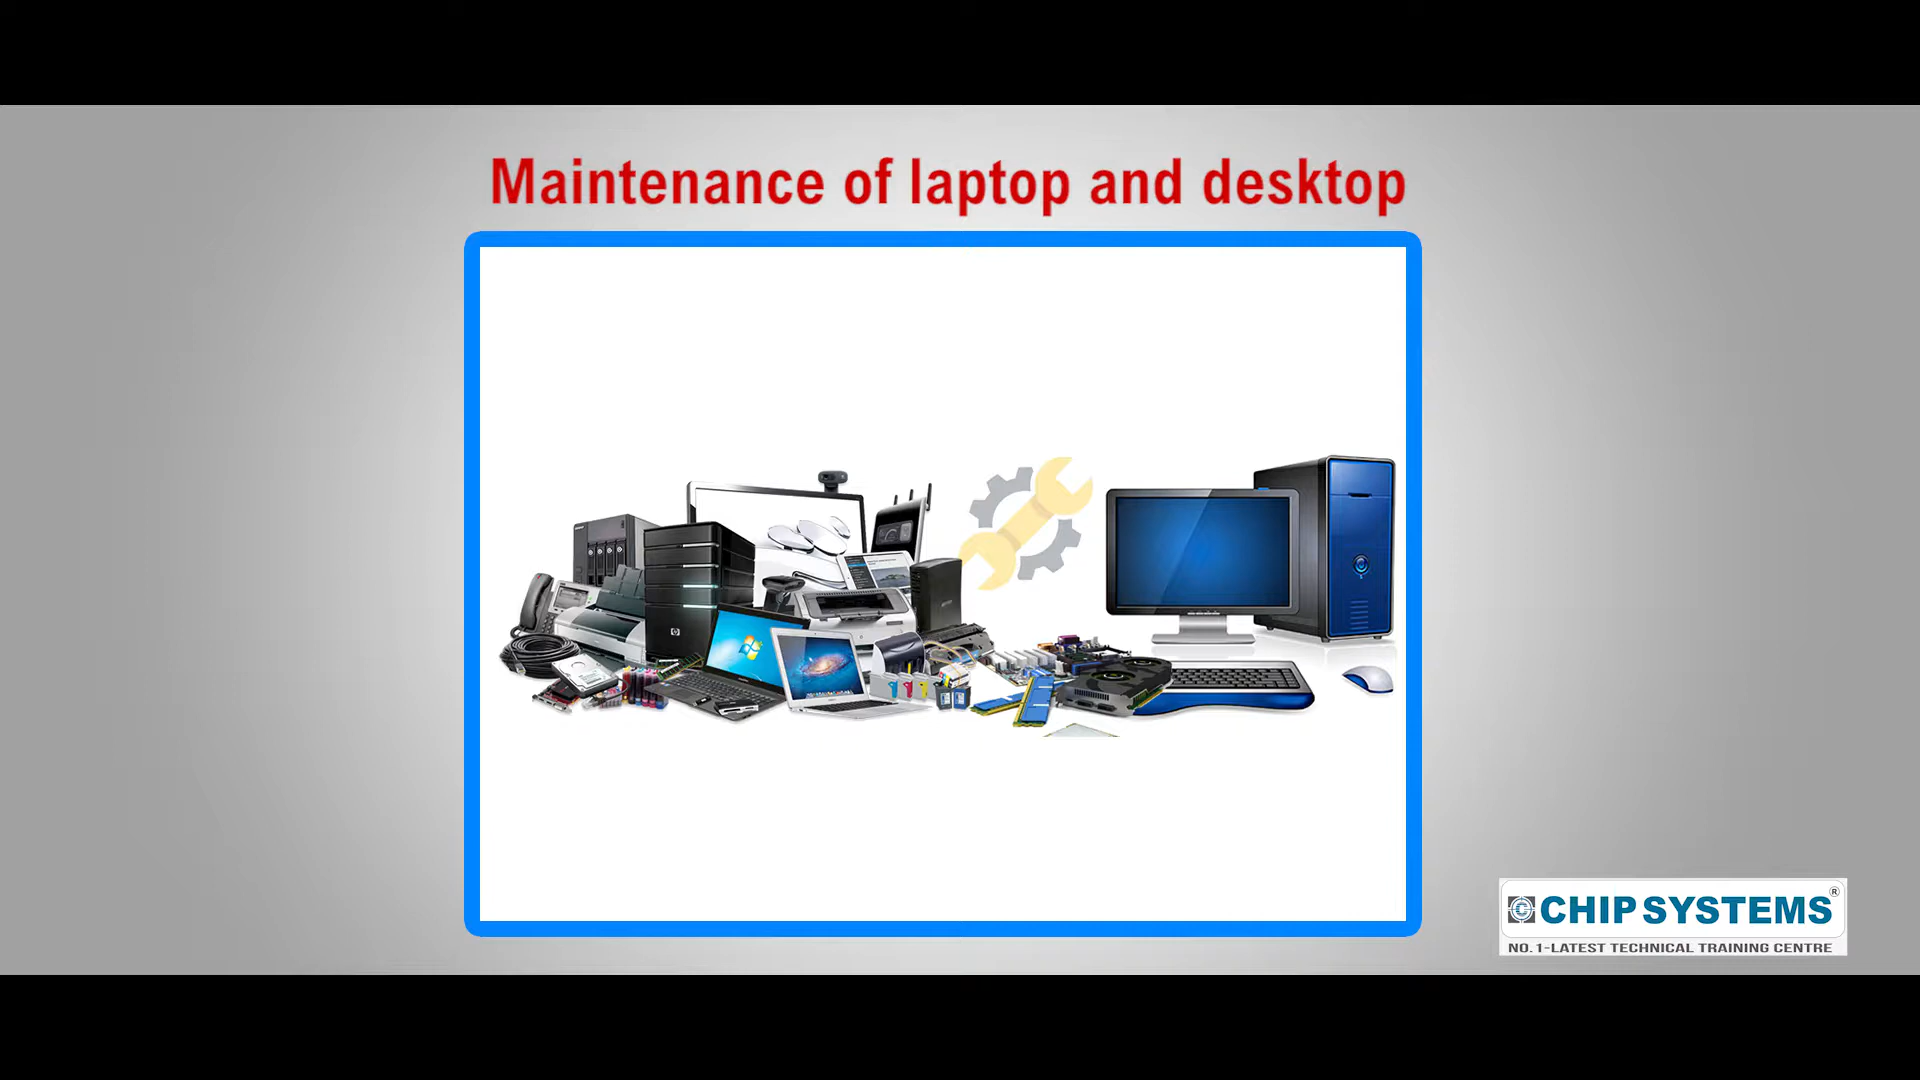 Maintenance of laptop and desktop
CHIP SYSTEMS ®
NO. 1-LATEST TECHNICAL TRAINING CENTRE